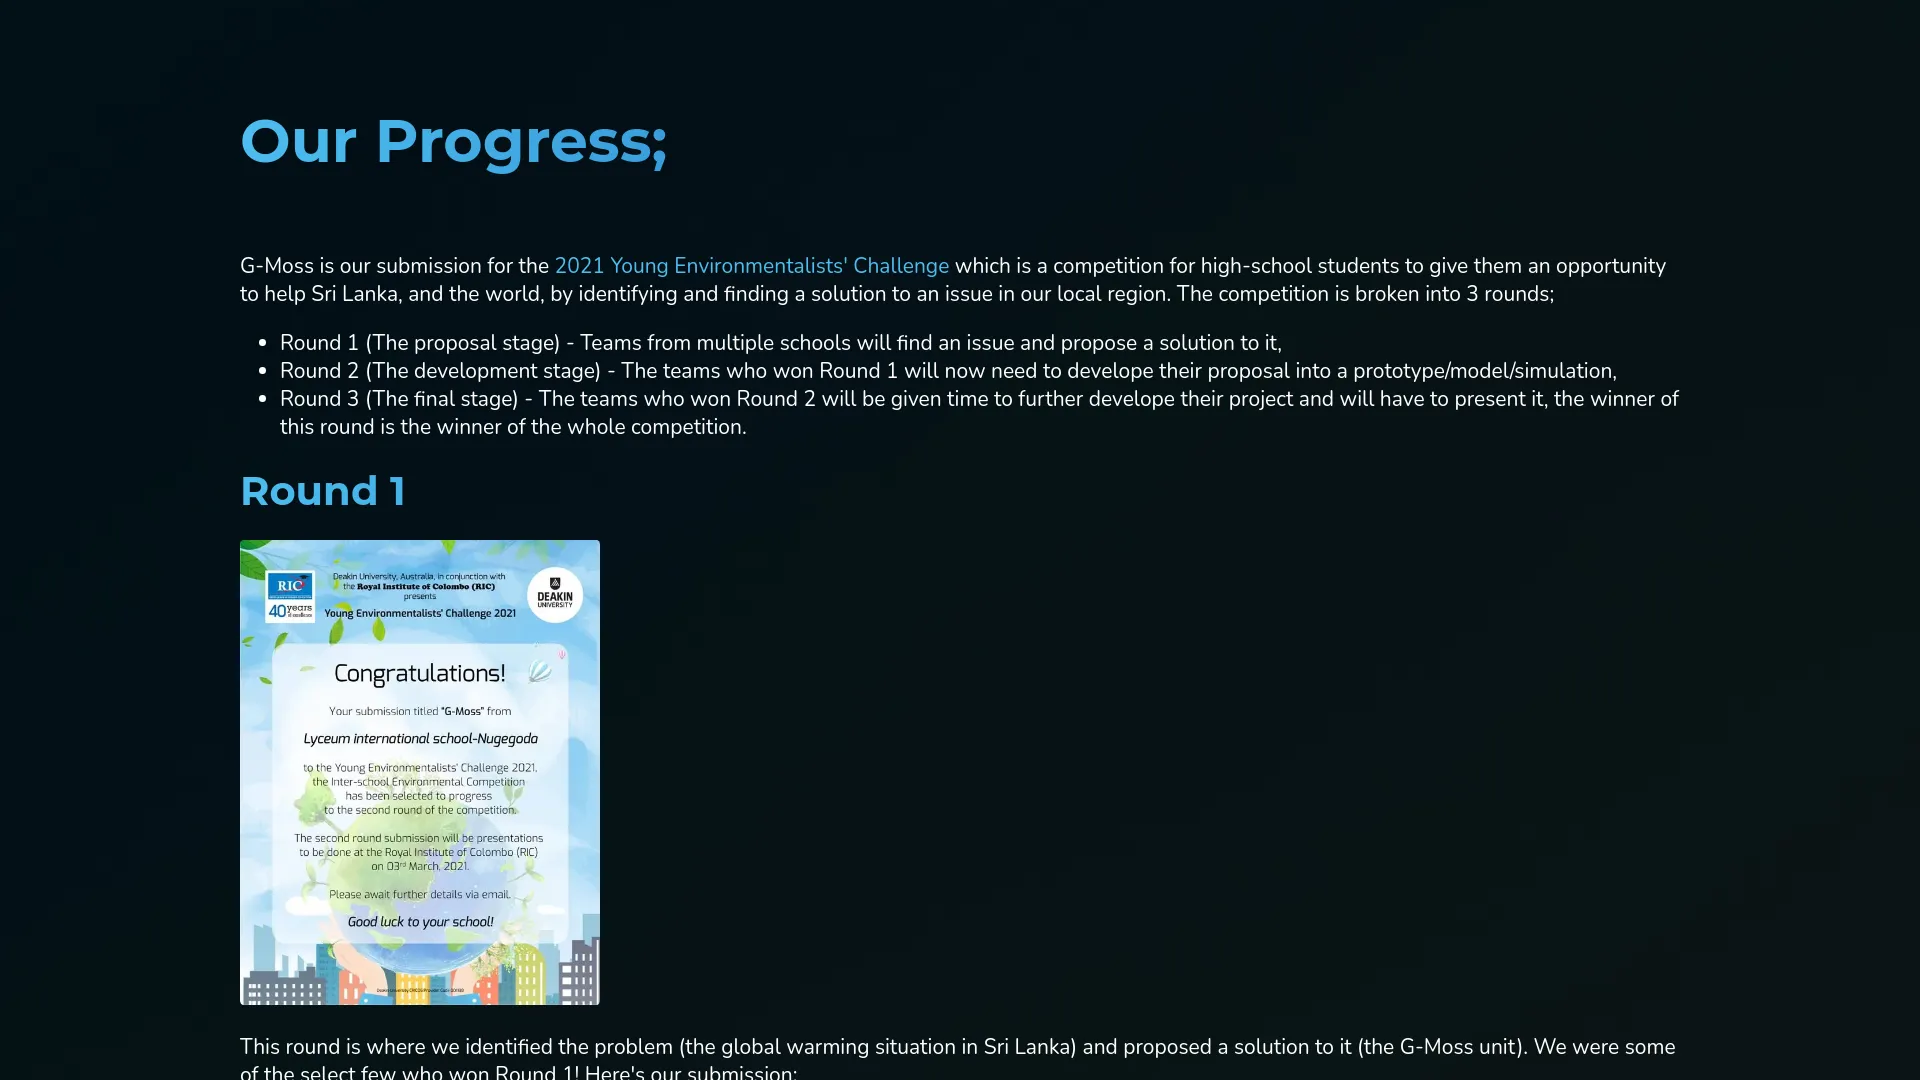 Our Progress;
G-Moss is our submission for the 2021 Young Environmentalists' Challenge which is a competition for high-school students to give them an opportunity
to help Sri Lanka, and the world, by identifying and finding a solution to an issue in our local region. The competition is broken into 3 rounds;
Round 1 (The proposal stage) - Teams from multiple schools will find an issue and propose a solution to it,
Round 2 (The development stage) - The teams who won Round 1 will now need to develope their proposal into a prototype/model/simulation,
Round 3 (The final stage) - The teams who won Round 2 will be given time to further develope their project and will have to present it, the winner of
this round is the winner of the whole competition.
Round 1
RIC
40 years
of excellence
Deakin University, Australia, in conjunction with
the Royal Institute of Colombo (RIC)
presents
Young Environmentalists' Challenge 2021
DEAKIN
UNIVERSITY
Congratulations!
Your submission titled "G-Moss" from
Lyceum international school-Nugegoda
to the Young Environmentalists' Challenge 2021,
the Inter-school Environmental Competition
has been selected to progress
to the second round of the competition.
The second round submission will be presentations
to be done at the Royal Institute of Colombo (RIC)
on 03rd March, 2021.
Please await further details via email.
Good luck to your school!
This round is where we identified the problem (the global warming situation in Sri Lanka) and proposed a solution to it (the G-Moss unit). We were some
of the select few who won Round 1! Here's our submission: